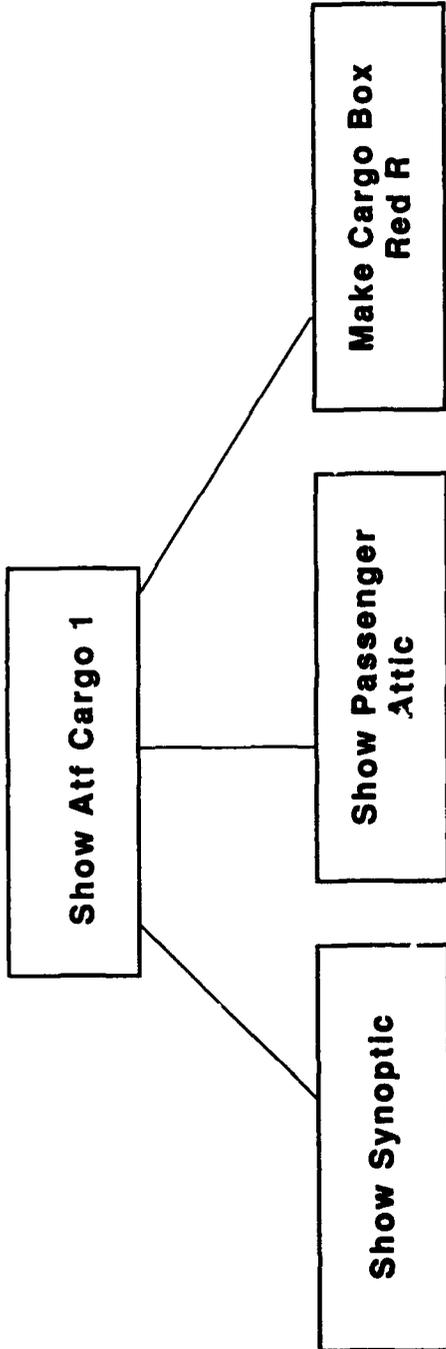 Show Atf Cargo 1
Show Synoptic
Show Passenger
Attic
Make Cargo Box
Red R